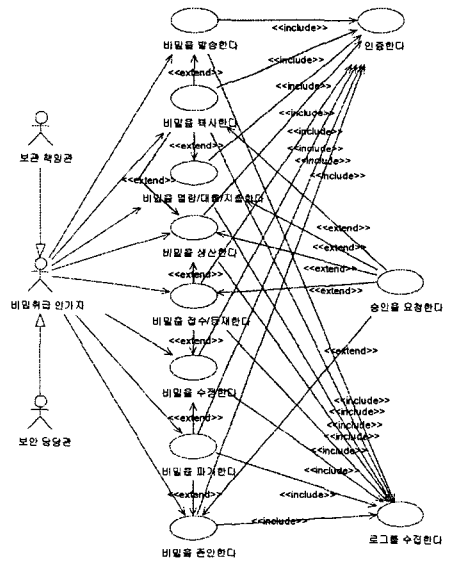 <<include>>
비밀을 발송한다
인증한다
<<include>>
<<extend>>
<<include>>
비밀을 복사한다
<<include>>
<<include>>
<<extend>>
<<include>>
<<include>>
보관 책임관
<<extend>>
<<include>>
비밀을 열람/대출/지출한다
<<extend>>
비밀을 생산한다
<<extend>>
<<extend>>
<<extend>>
비밀취급 인가자
<<extend>>
승인을 요청한다
비밀을 접수/등재한다
<<extend>>
<<extend>>
비밀을 수정한다
<<include>>
<<include>>
<<extend>>
<<include>>
보안 담당관
<<include>>
<<include>>
비밀을 파기한다
<<include>>
<<extend>>
<<include>>
<<include>>
비밀을 존안한다
로그를 수집한다